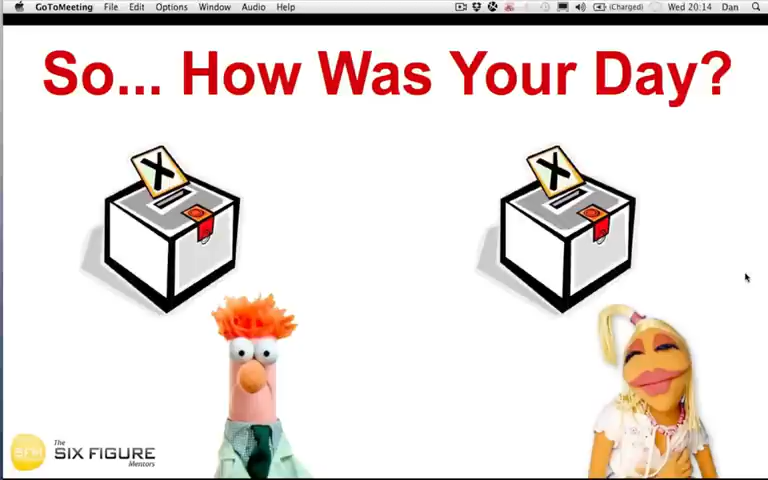 GoToMeeting File Edit Options Window Audio Help (Charged) Wed 20:14 Dan
So... How Was Your Day?
X X
SFM The
SIX FIGURE
Mentors